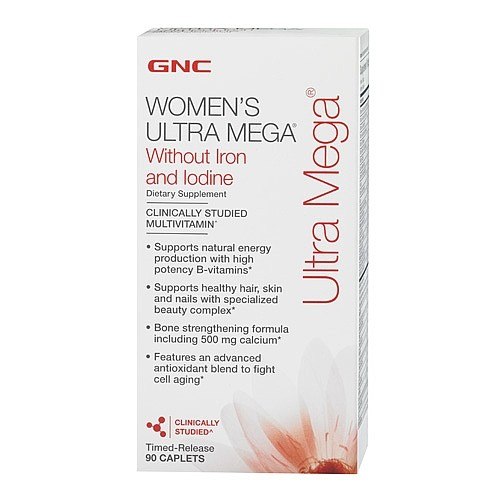 GNC
WOMEN'S
ULTRA MEGA®
Without Iron
and Iodine
Dietary Supplement
CLINICALLY STUDIED
MULTIVITAMIN^
• Supports natural energy
production with high
potency B-vitamins*
• Supports healthy hair, skin
and nails with specialized
beauty complex*
• Bone strengthening formula
including 500 mg calcium*
• Features an advanced
antioxidant blend to fight
cell aging*
CLINICALLY
STUDIED^
Timed-Release
90 CAPLETS
Ultra Mega®